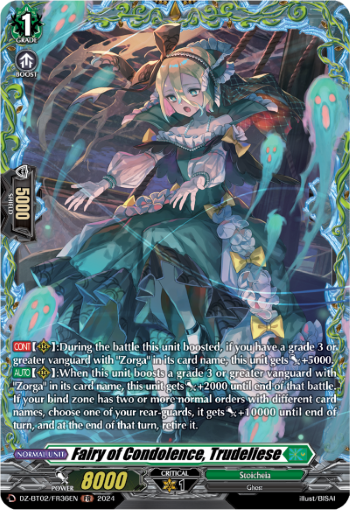 1
GRADE
BOOST
5000
SHIELD
CONT 1:During the battle this unit boosted, if you have a grade 3 or
greater vanguard with "Zorga" in its card name, this unit gets +5000.
AUTO 1:When this unit boosts a grade 3 or greater vanguard with
"Zorga" in its card name, this unit gets +2000 until end of that battle.
If your bind zone has two or more normal orders with different card
names, choose one of your rear-guards, it gets +10000 until end of
turn, and at the end of that turn, retire it.
NORMAL UNIT Fairy of Condolence, Trudeliese
POWER 8000 CRITICAL 1 Stoicheia
Ghost
DZ-BT02/FR36EN FR 2024 illust/BISAI